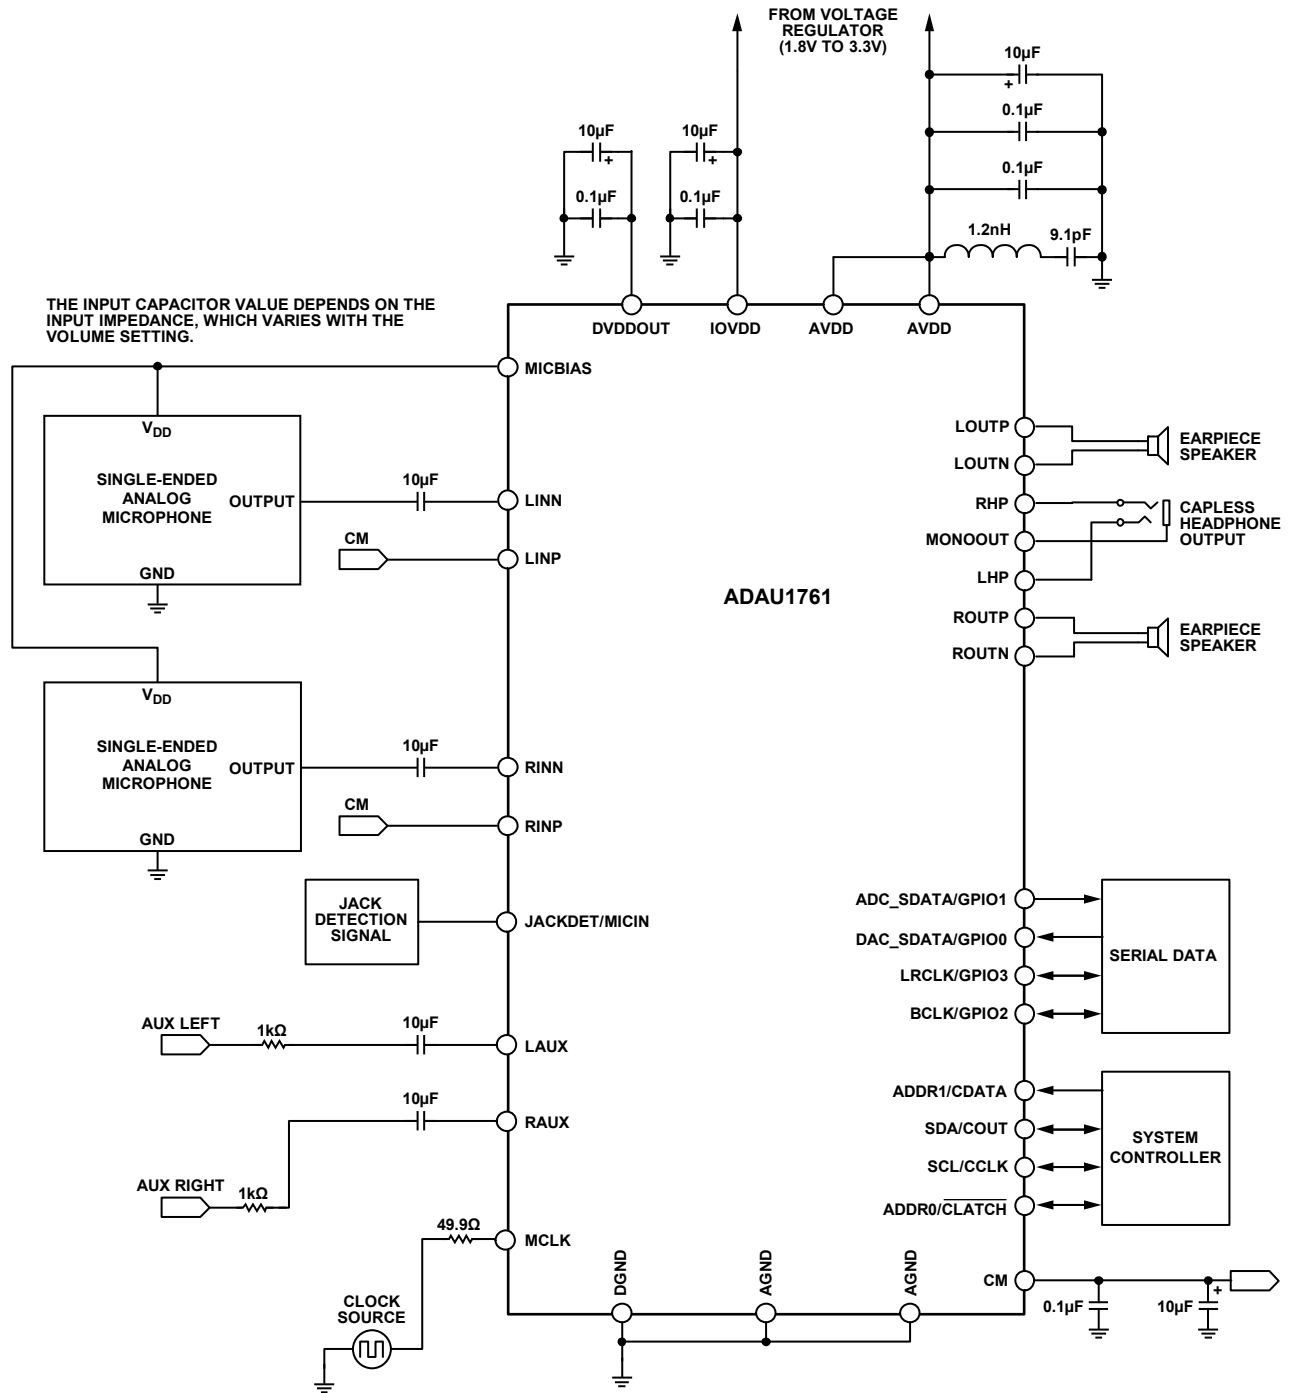 FROM VOLTAGE
REGULATOR
(1.8V TO 3.3V)
10µF
+
0.1µF
0.1µF
1.2nH
9.1pF
10µF
+
0.1µF
10µF
+
0.1µF
THE INPUT CAPACITOR VALUE DEPENDS ON THE
INPUT IMPEDANCE, WHICH VARIES WITH THE
VOLUME SETTING.
DVDDOUT
IOVDD
AVDD
AVDD
MICBIAS
VDD
SINGLE-ENDED
ANALOG
MICROPHONE
OUTPUT
GND
10µF
LINN
CM
LINP
VDD
SINGLE-ENDED
ANALOG
MICROPHONE
OUTPUT
GND
10µF
RINN
CM
RINP
JACK
DETECTION
SIGNAL
JACKDET/MICIN
AUX LEFT
1kΩ
10µF
LAUX
10µF
RAUX
AUX RIGHT
1kΩ
49.9Ω
MCLK
CLOCK
SOURCE
ADAU1761
LOUTP
LOUTN
EARPIECE
SPEAKER
RHP
MONOOUT
LHP
CAPLESS
HEADPHONE
OUTPUT
ROUTP
ROUTN
EARPIECE
SPEAKER
ADC_SDATA/GPIO1
DAC_SDATA/GPIO0
LRCLK/GPIO3
BCLK/GPIO2
SERIAL DATA
ADDR1/CDATA
SDA/COUT
SCL/CCLK
ADDR0/CLATCH
SYSTEM
CONTROLLER
DGND
AGND
AGND
CM
0.1µF
10µF
+